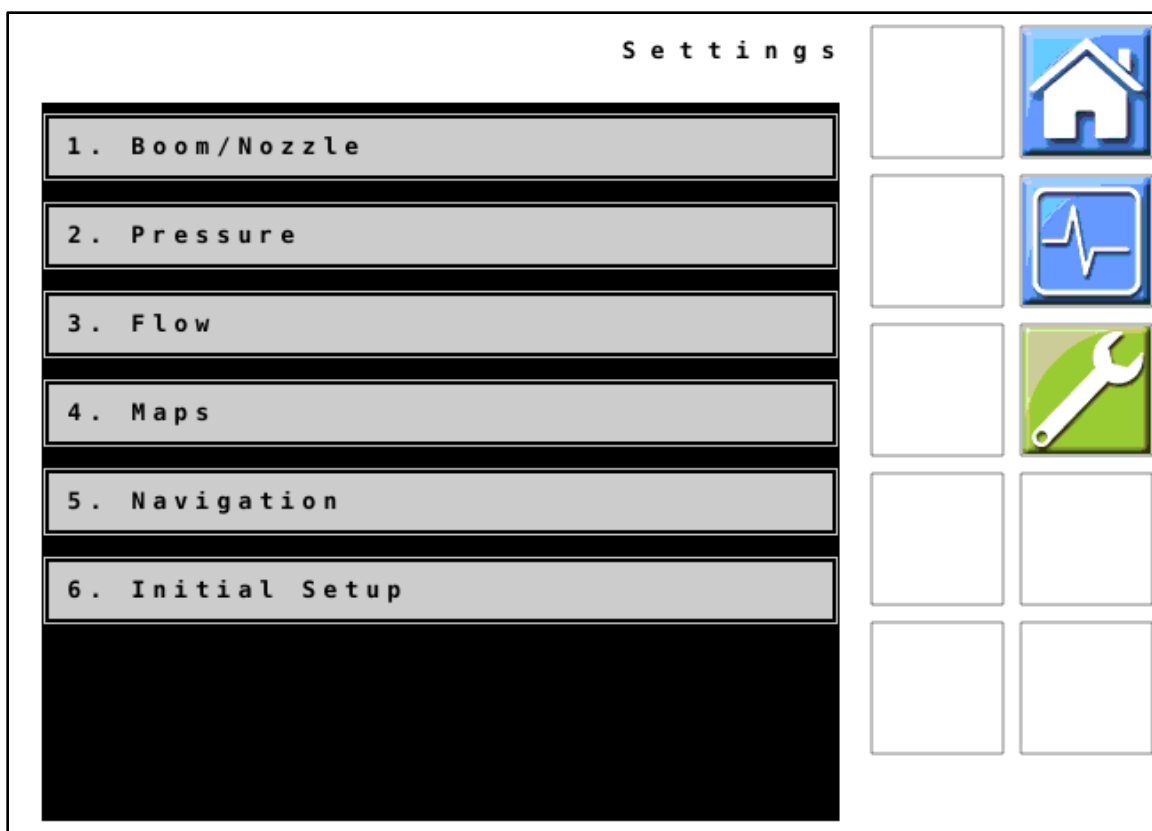 Settings
1. Boom/Nozzle
2. Pressure
3. Flow
4. Maps
5. Navigation
6. Initial Setup